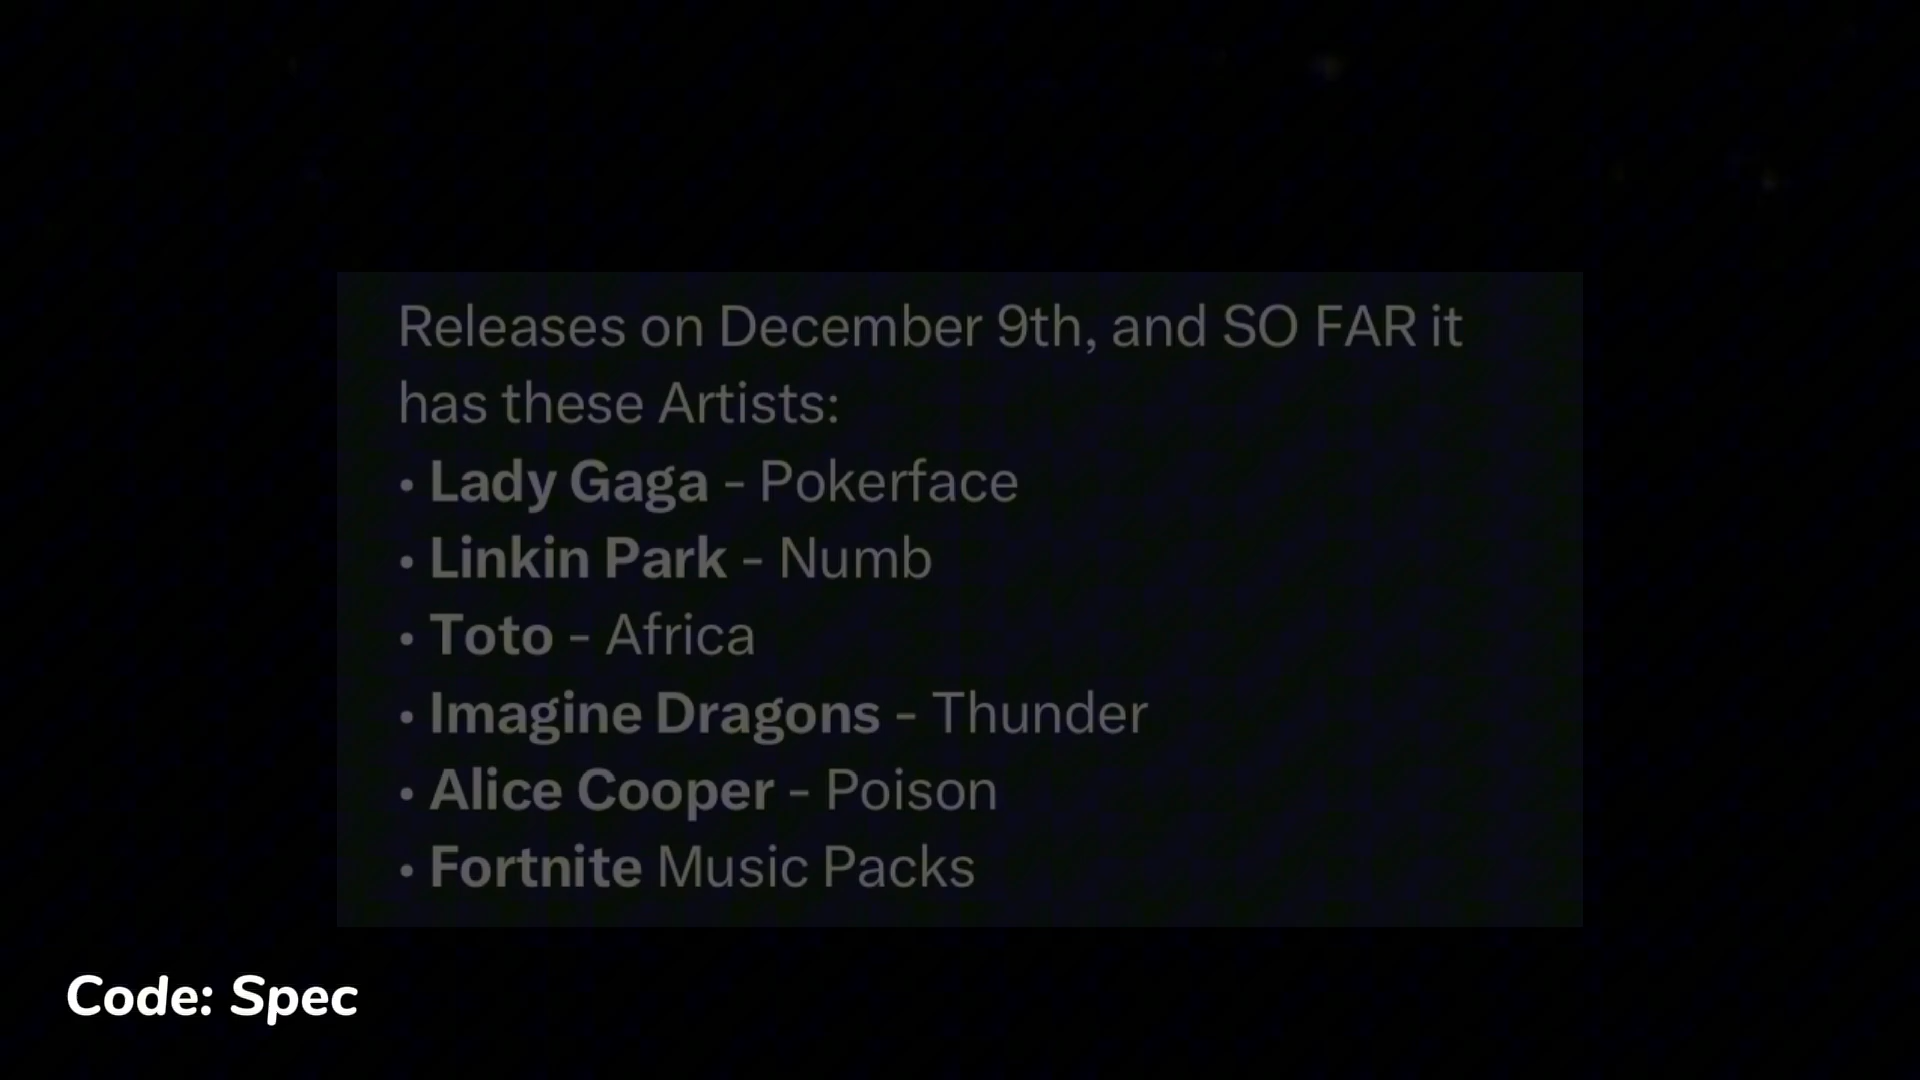 Releases on December 9th, and SO FAR it
has these Artists:
• Lady Gaga - Pokerface
• Linkin Park - Numb
• Toto - Africa
• Imagine Dragons - Thunder
• Alice Cooper - Poison
• Fortnite Music Packs
Code: Spec